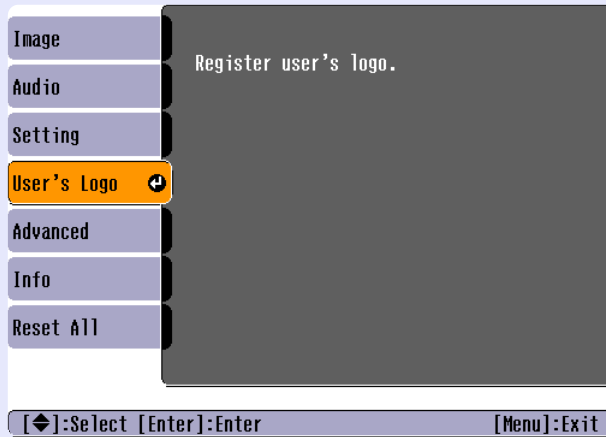 Image
Audio
Setting
User's Logo
Advanced
Info
Reset All
Register user's logo.
[◆]:Select [Enter]:Enter
[Menu]:Exit